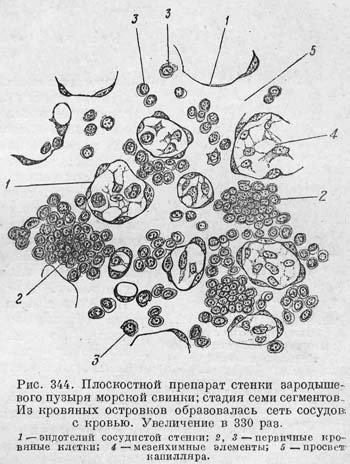 3
3
1
5
4
1
2
2
3
Рис. 344. Плоскостной препарат стенки зародыше-
вого пузыря морской свинки; стадия семи сегментов.
Из кровяных островков образовалась сеть сосудов
с кровью. Увеличение в 330 раз.
1 — эндотелий сосудистой стенки; 2, 3 — первичные кро-
вяные клетки; 4 — мезенхимные элементы; 5 — просвет
капилляра.